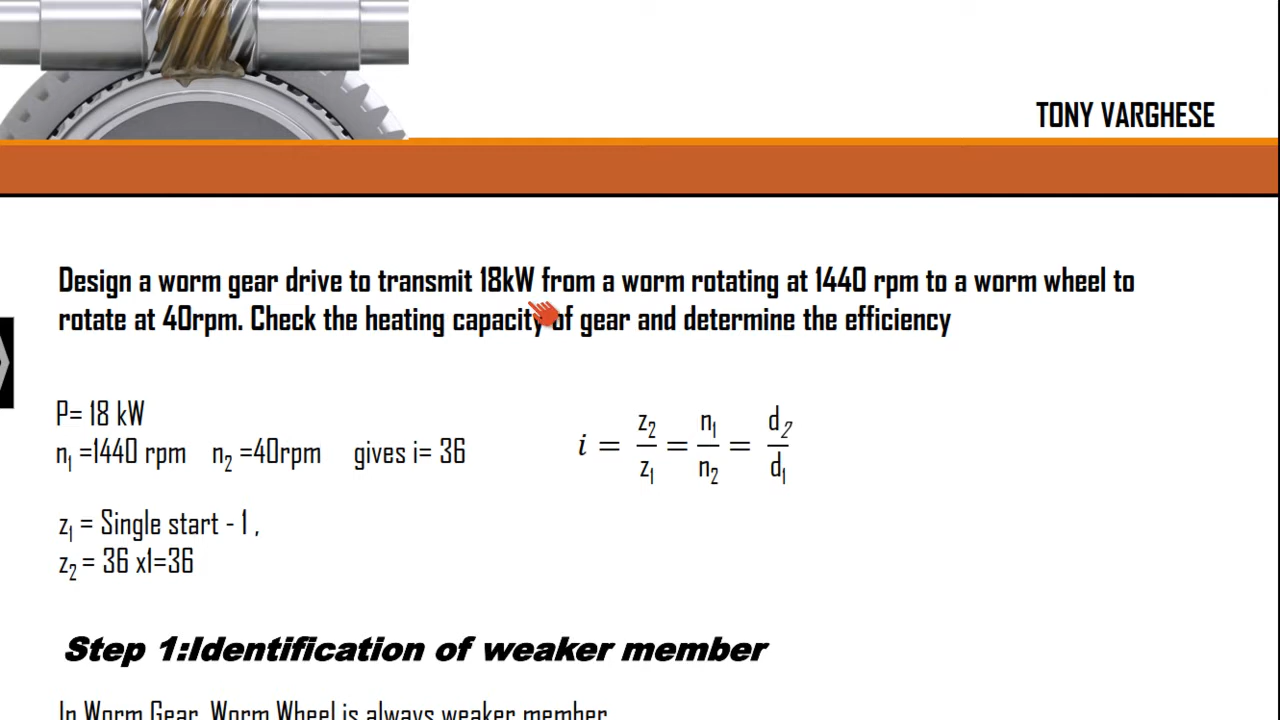 TONY VARGHESE
Design a worm gear drive to transmit 18kW from a worm rotating at 1440 rpm to a worm wheel to
rotate at 40rpm. Check the heating capacity of gear and determine the efficiency
P= 18 kW
n₁ =1440 rpm n₂ =40rpm gives i= 36
i = z₂/z₁ = n₁/n₂ = d₂/d₁
z₁ = Single start - 1 ,
z₂ = 36 x1=36
Step 1:Identification of weaker member
In Worm Gear, Worm Wheel is always weaker member